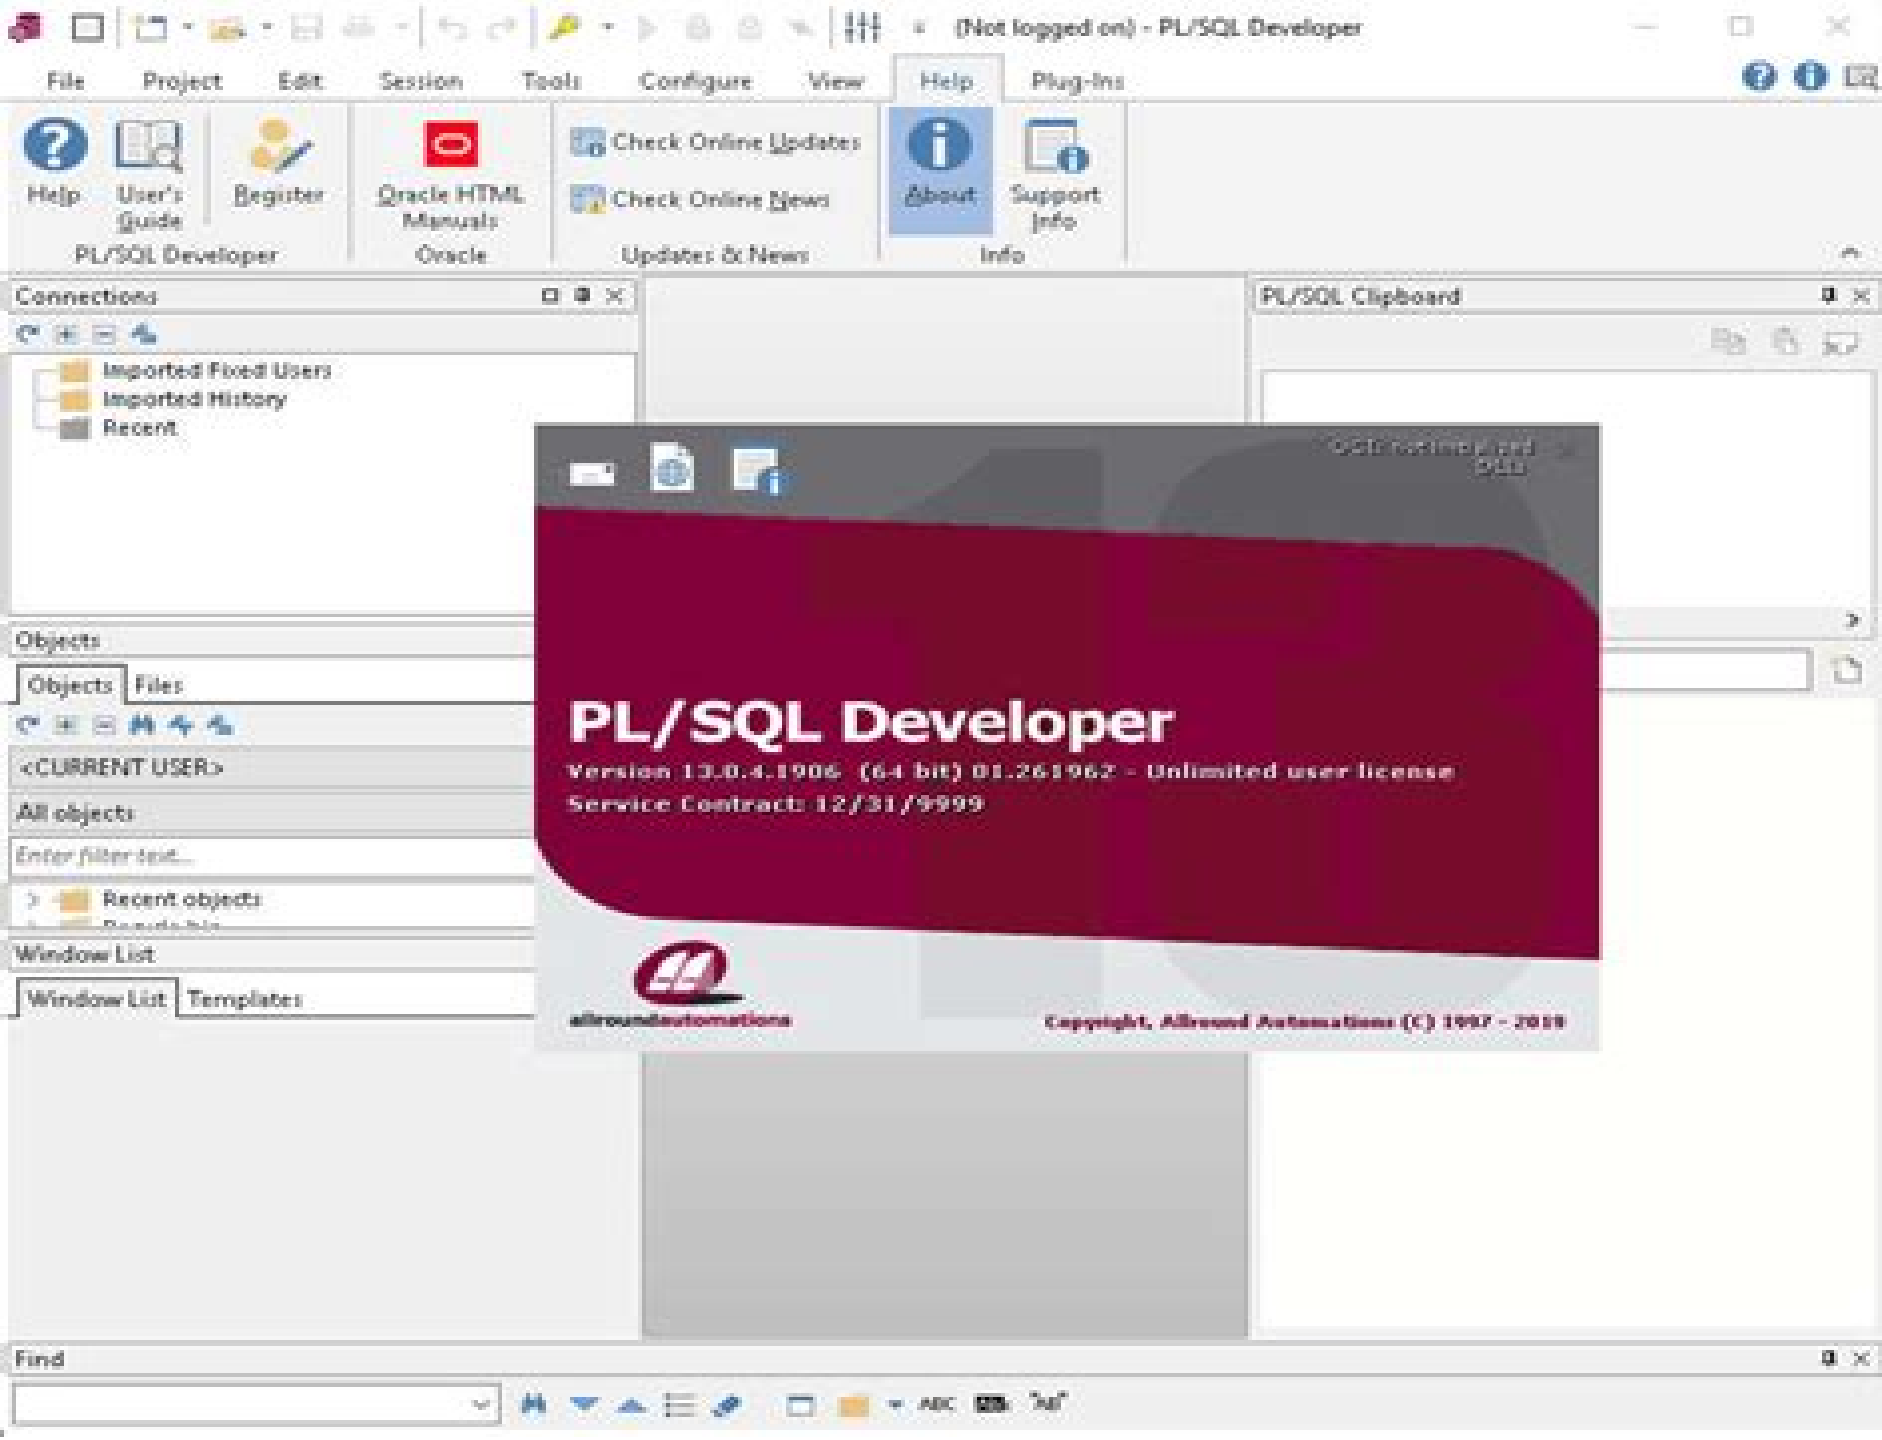 (Not logged on) - PL/SQL Developer
File Project Edit Session Tools Configure View Help Plug-Ins
Help
User's Guide
Register
PL/SQL Developer
Oracle HTML Manuals
Oracle
Check Online Updates
Check Online News
Updates & News
About
Support Info
Info
Connections
Imported Fixed Users
Imported History
Recent
PL/SQL Clipboard
Objects
Objects Files
<CURRENT USER>
All objects
Enter filter text...
Recent objects
Window List
Window List Templates
PL/SQL Developer
Version 13.0.4.1906 (64 bit) 01.261962 - Unlimited user license
Service Contract: 12/31/9999
allroundautomations
Copyright, Allround Automations (C) 1997 - 2019
Find
ABC
"AB"